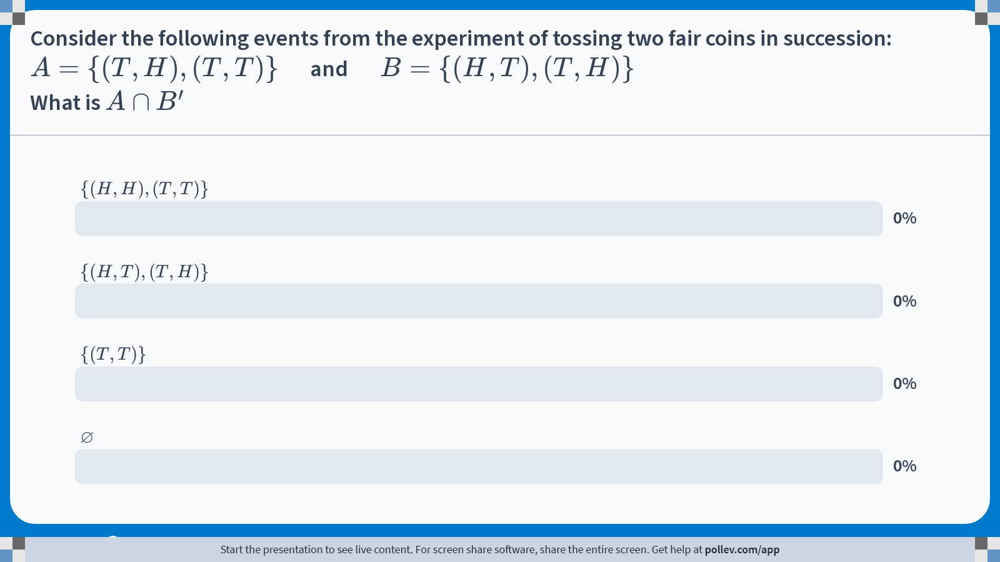 Consider the following events from the experiment of tossing two fair coins in succession:
A = {(T, H), (T, T)} and B = {(H, T), (T, H)}
What is A ∩ B′
{(H, H), (T, T)}
0%
{(H, T), (T, H)}
0%
{(T, T)}
0%
∅
0%
Start the presentation to see live content. For screen share software, share the entire screen. Get help at pollev.com/app